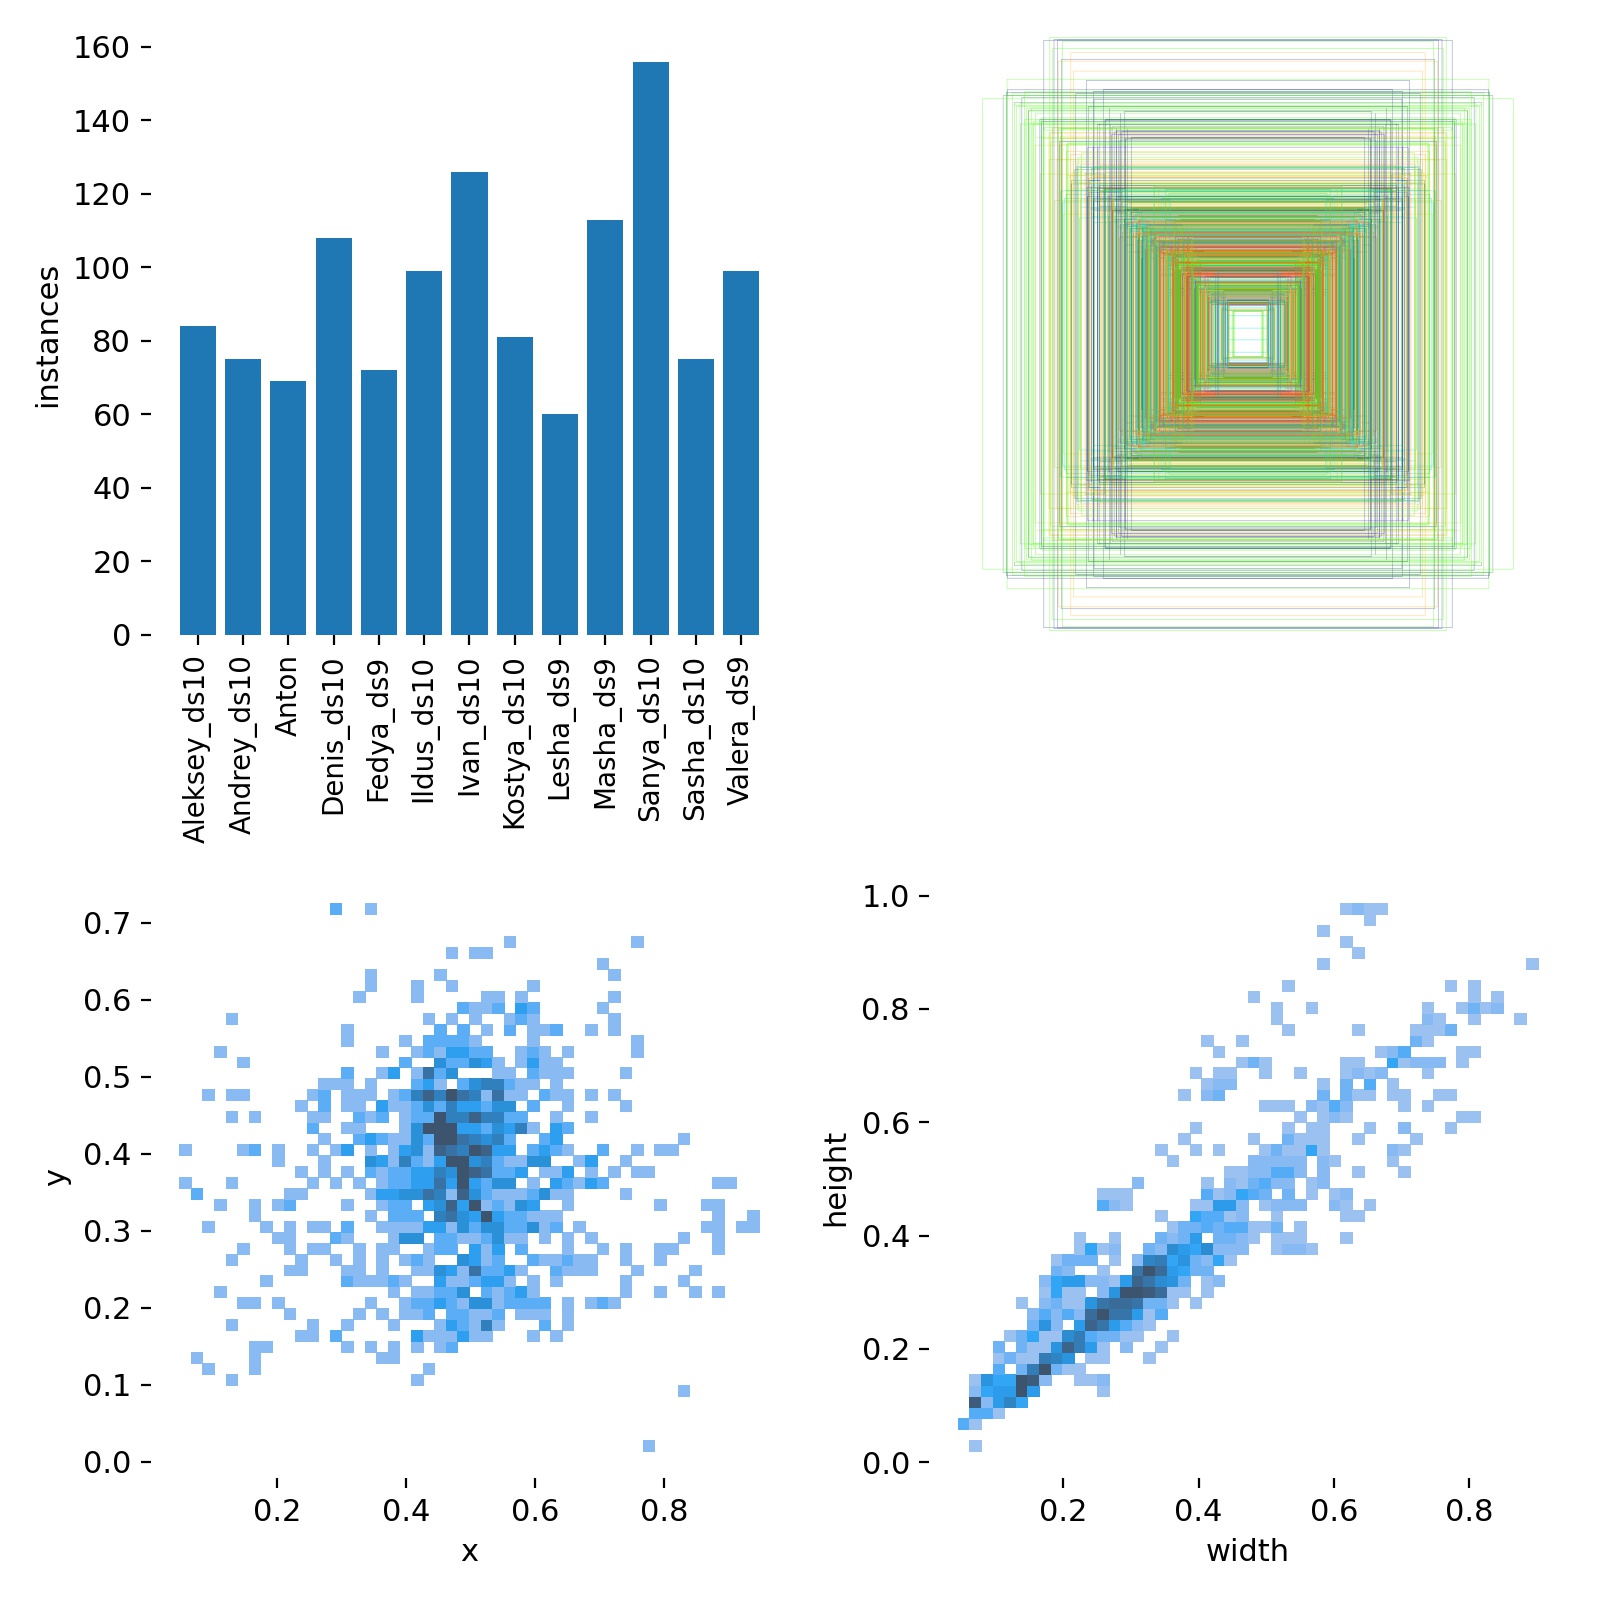 instances
160
140
120
100
80
60
40
20
0
Aleksey_ds10
Andrey_ds10
Anton
Denis_ds10
Fedya_ds9
Ildus_ds10
Ivan_ds10
Kostya_ds10
Lesha_ds9
Masha_ds9
Sanya_ds10
Sasha_ds10
Valera_ds9
y
0.7
0.6
0.5
0.4
0.3
0.2
0.1
0.0
0.2 0.4 0.6 0.8
x
height
1.0
0.8
0.6
0.4
0.2
0.0
0.2 0.4 0.6 0.8
width